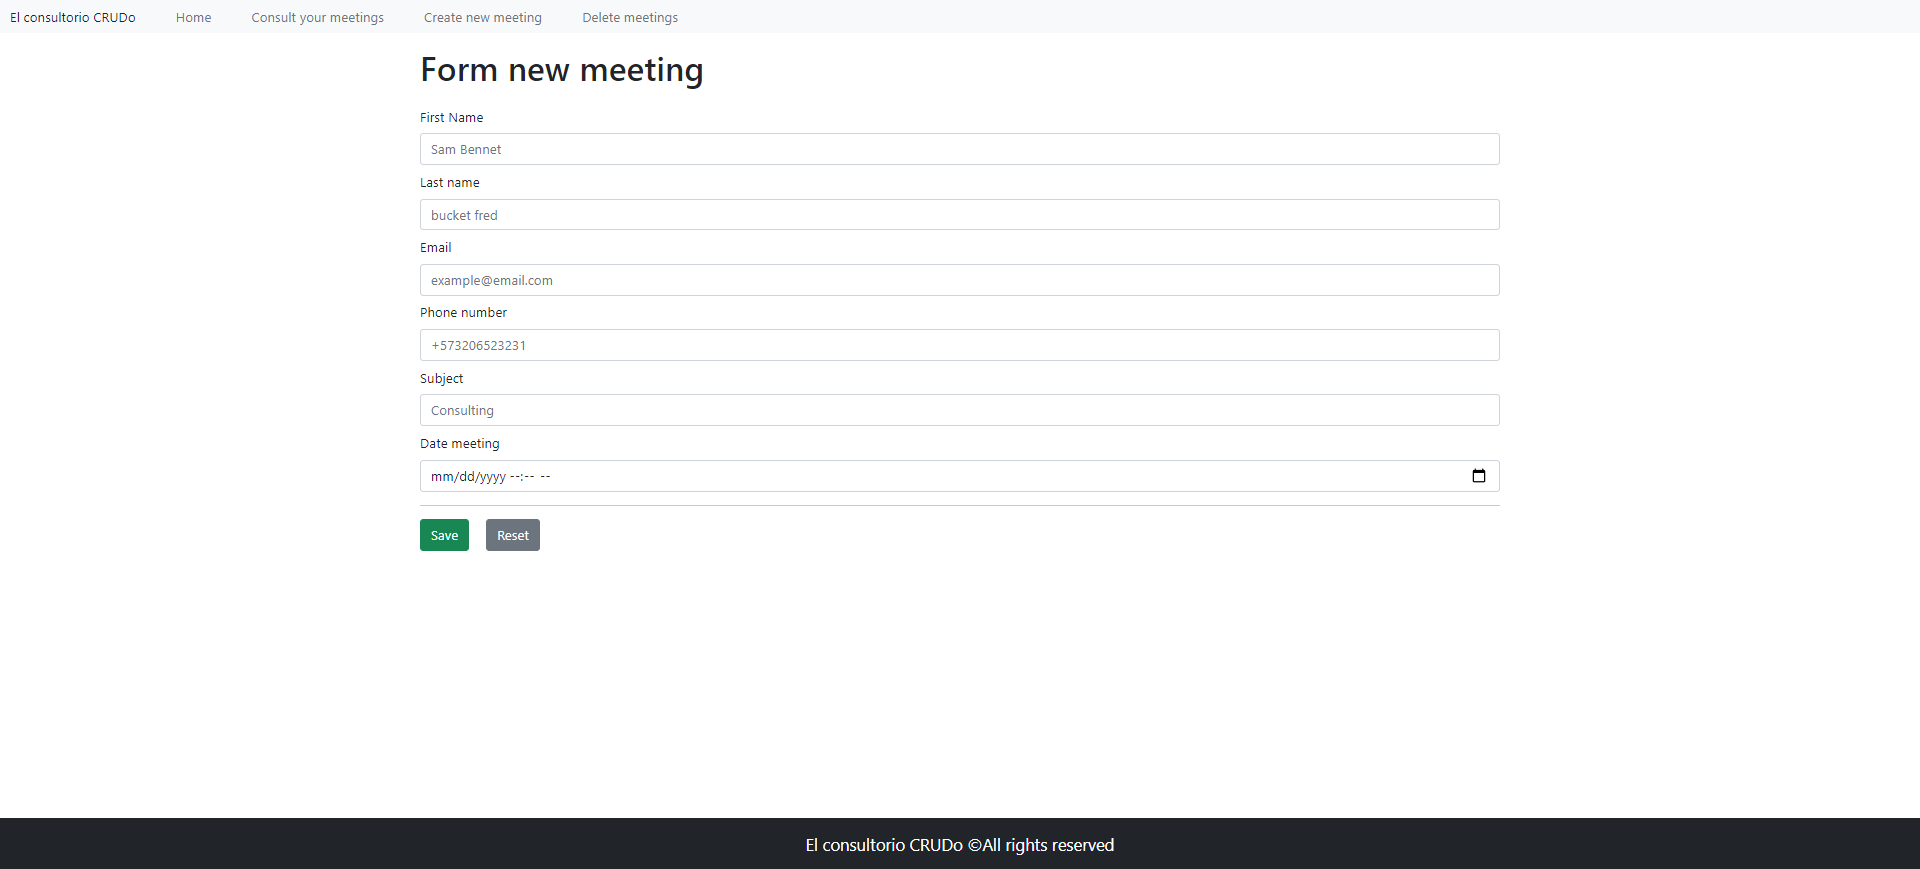 El consultorio CRUDo Home Consult your meetings Create new meeting Delete meetings
Form new meeting
First Name
Sam Bennet
Last name
bucket fred
Email
example@email.com
Phone number
+573206523231
Subject
Consulting
Date meeting
mm/dd/yyyy --:-- --
Save Reset
El consultorio CRUDo ©All rights reserved